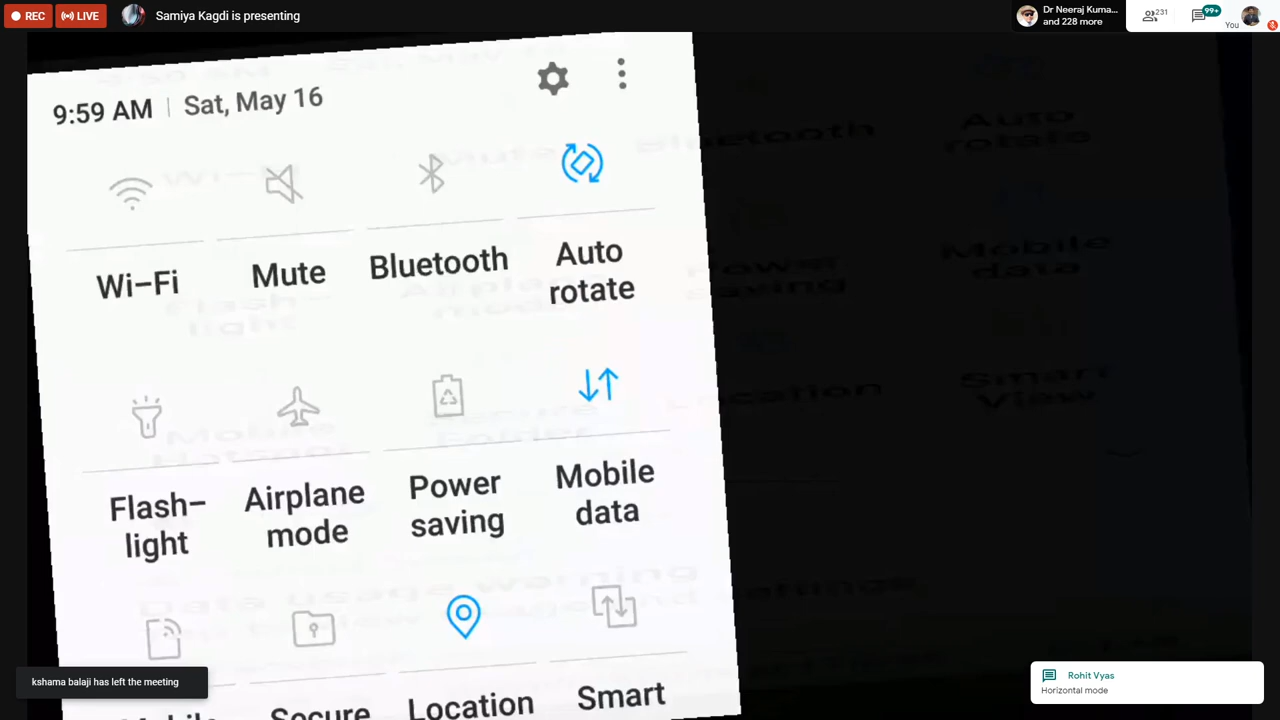 REC
LIVE
Samiya Kagdi is presenting
Dr Neeraj Kuma...
and 228 more
231
99+
You
9:59 AM | Sat, May 16
Wi-Fi
Mute
Bluetooth
Auto
rotate
Flash-
light
Airplane
mode
Power
saving
Mobile
data
Mobile
Secure
Location
Smart
kshama balaji has left the meeting
Rohit Vyas
Horizontal mode